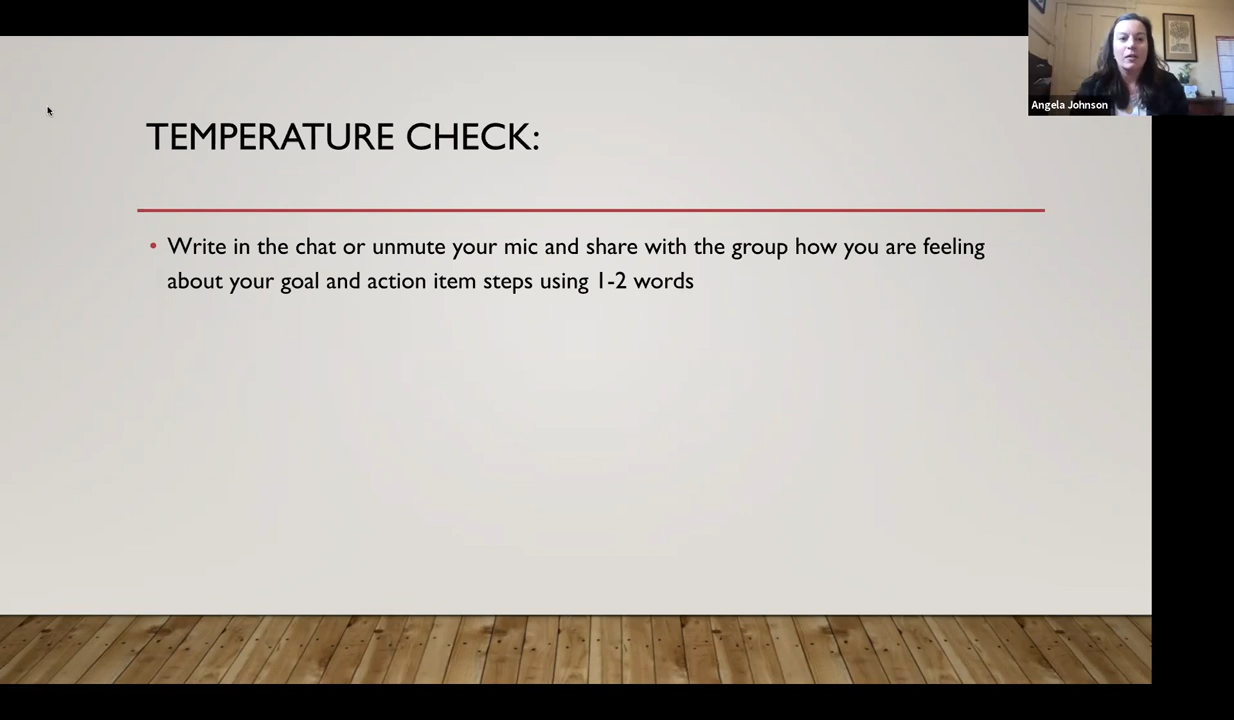 Angela Johnson
TEMPERATURE CHECK:
• Write in the chat or unmute your mic and share with the group how you are feeling
about your goal and action item steps using 1-2 words